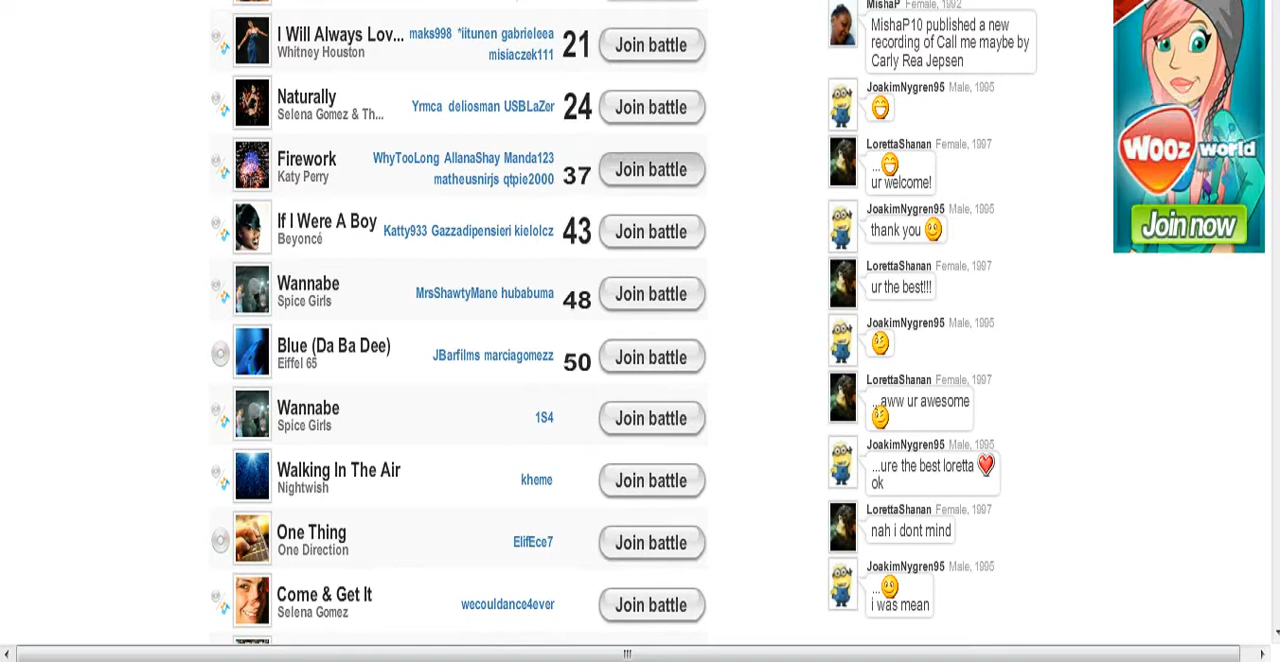 I Will Always Lov... maks998 *iitunen gabrieleea 21 Join battle
Whitney Houston misiaczek111
Naturally Ymca deliosman USBLaZer 24 Join battle
Selena Gomez & Th...
Firework WhyTooLong AllanaShay Manda123 37 Join battle
Katy Perry matheusnirjs qtpie2000
If I Were A Boy Katty933 Gazzadipensieri kielolcz 43 Join battle
Beyoncé
Wannabe MrsShawtyMane hubabuma 48 Join battle
Spice Girls
Blue (Da Ba Dee) JBarfilms marciagomezz 50 Join battle
Eiffel 65
Wannabe 1S4 Join battle
Spice Girls
Walking In The Air kheme Join battle
Nightwish
One Thing ElifEce7 Join battle
One Direction
Come & Get It wecouldance4ever Join battle
Selena Gomez
MishaP Female, 1992
MishaP10 published a new
recording of Call me maybe by
Carly Rea Jepsen
JoakimNygren95 Male, 1995
LorettaShanan Female, 1997
...
ur welcome!
JoakimNygren95 Male, 1995
thank you
LorettaShanan Female, 1997
ur the best!!!
JoakimNygren95 Male, 1995
LorettaShanan Female, 1997
...aww ur awesome
JoakimNygren95 Male, 1995
...ure the best loretta
ok
LorettaShanan Female, 1997
nah i dont mind
JoakimNygren95 Male, 1995
...
i was mean
WOOZ world
Join now